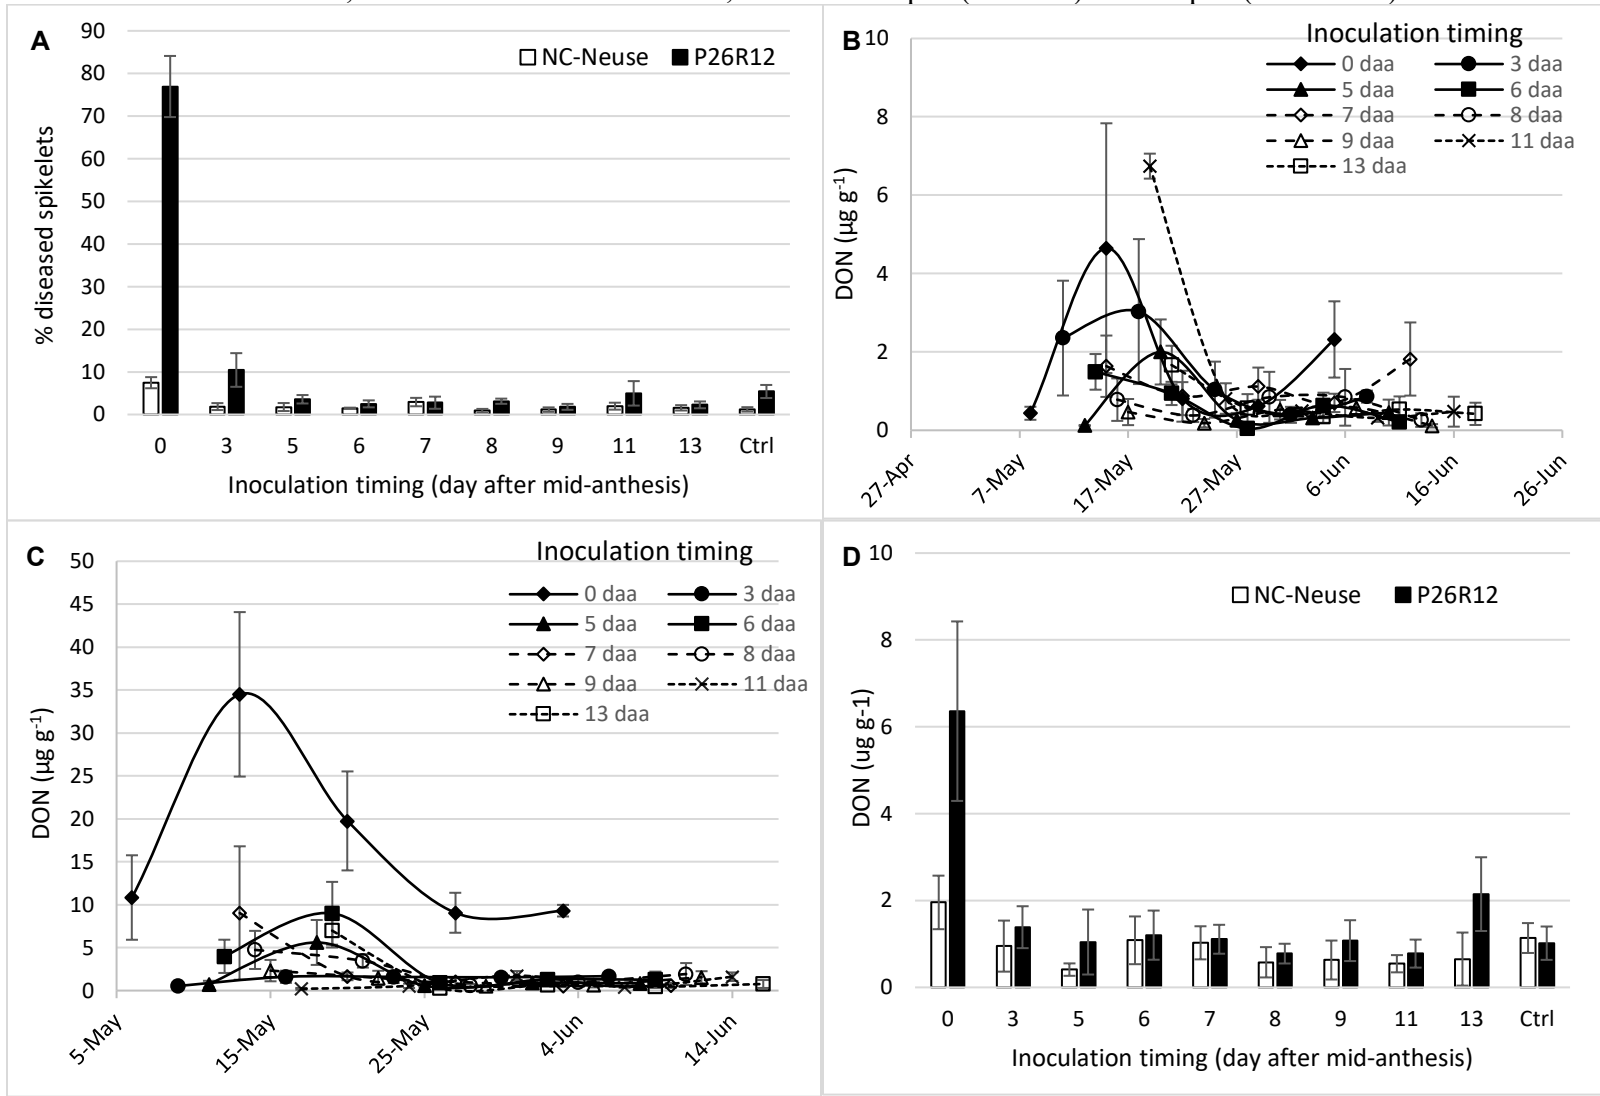 A
90
80
70
60
50
40
30
20
10
0
% diseased spikelets
NC-Neuse P26R12
0 3 5 6 7 8 9 11 13 Ctrl
Inoculation timing (day after mid-anthesis)
B
Inoculation timing
0 daa 3 daa
5 daa 6 daa
7 daa 8 daa
9 daa 11 daa
13 daa
10
8
6
4
2
0
DON (µg g-1)
27-Apr 7-May 17-May 27-May 6-Jun 16-Jun 26-Jun
C
Inoculation timing
0 daa 3 daa
5 daa 6 daa
7 daa 8 daa
9 daa 11 daa
13 daa
50
45
40
35
30
25
20
15
10
5
0
DON (µg g-1)
5-May 15-May 25-May 4-Jun 14-Jun
D
NC-Neuse P26R12
10
8
6
4
2
0
DON (ug g-1)
0 3 5 6 7 8 9 11 13 Ctrl
Inoculation timing (day after mid-anthesis)